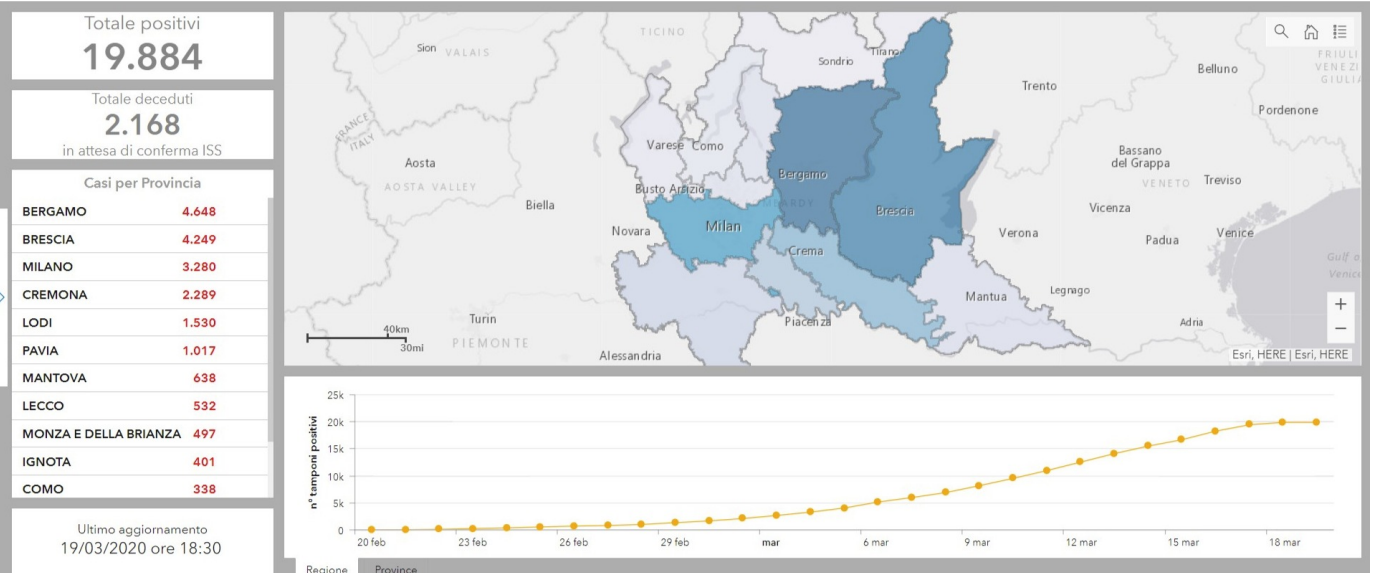 Totale positivi
19.884
Totale deceduti
2.168
in attesa di conferma ISS
Casi per Provincia
BERGAMO 4.648
BRESCIA 4.249
MILANO 3.280
CREMONA 2.289
LODI 1.530
PAVIA 1.017
MANTOVA 638
LECCO 532
MONZA E DELLA BRIANZA 497
IGNOTA 401
COMO 338
Ultimo aggiornamento
19/03/2020 ore 18:30
TICINO
Sion VALAIS
Sondrio
Tirano
Belluno
FRIULI
VENEZI
GIULIA
Trento
Pordenone
FRANCE
ITALY
Varese Como
Aosta
AOSTA VALLEY
Bassano
del Grappa
VENETO
Treviso
Bergamo
Busto Arsizio
Biella
Brescia
Vicenza
Novara
Milan
Verona
Padua
Venice
Crema
Gulf o
Venice
Mantua
Legnago
Turin
PIEMONTE
Piacenza
Adria
40km
30mi
Alessandria
+
−
Esri, HERE | Esri, HERE
n° tamponi positivi
25k
20k
15k
10k
5k
0
20 feb 23 feb 26 feb 29 feb mar 6 mar 9 mar 12 mar 15 mar 18 mar
Regione Province